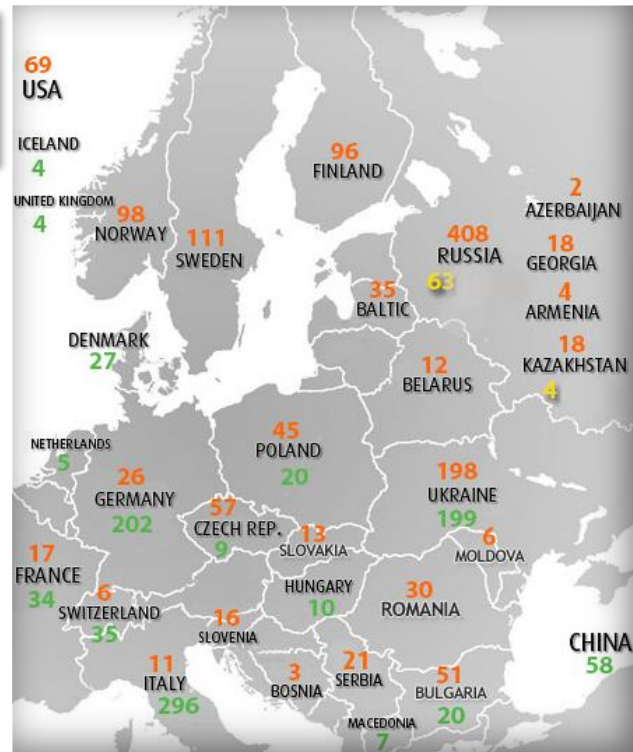 69
USA
ICELAND
4
UNITED KINGDOM
4
98
NORWAY
111
SWEDEN
96
FINLAND
2
AZERBAIJAN
408
RUSSIA
63
18
GEORGIA
4
ARMENIA
18
KAZAKHSTAN
4
35
BALTIC
DENMARK
27
12
BELARUS
NETHERLANDS
5
26
GERMANY
202
45
POLAND
20
198
UKRAINE
199
57
CZECH REP.
9
13
SLOVAKIA
6
MOLDOVA
17
FRANCE
34
6
SWITZERLAND
35
HUNGARY
10
30
ROMANIA
16
SLOVENIA
11
ITALY
296
3
BOSNIA
21
SERBIA
51
BULGARIA
20
MACEDONIA
7
CHINA
58